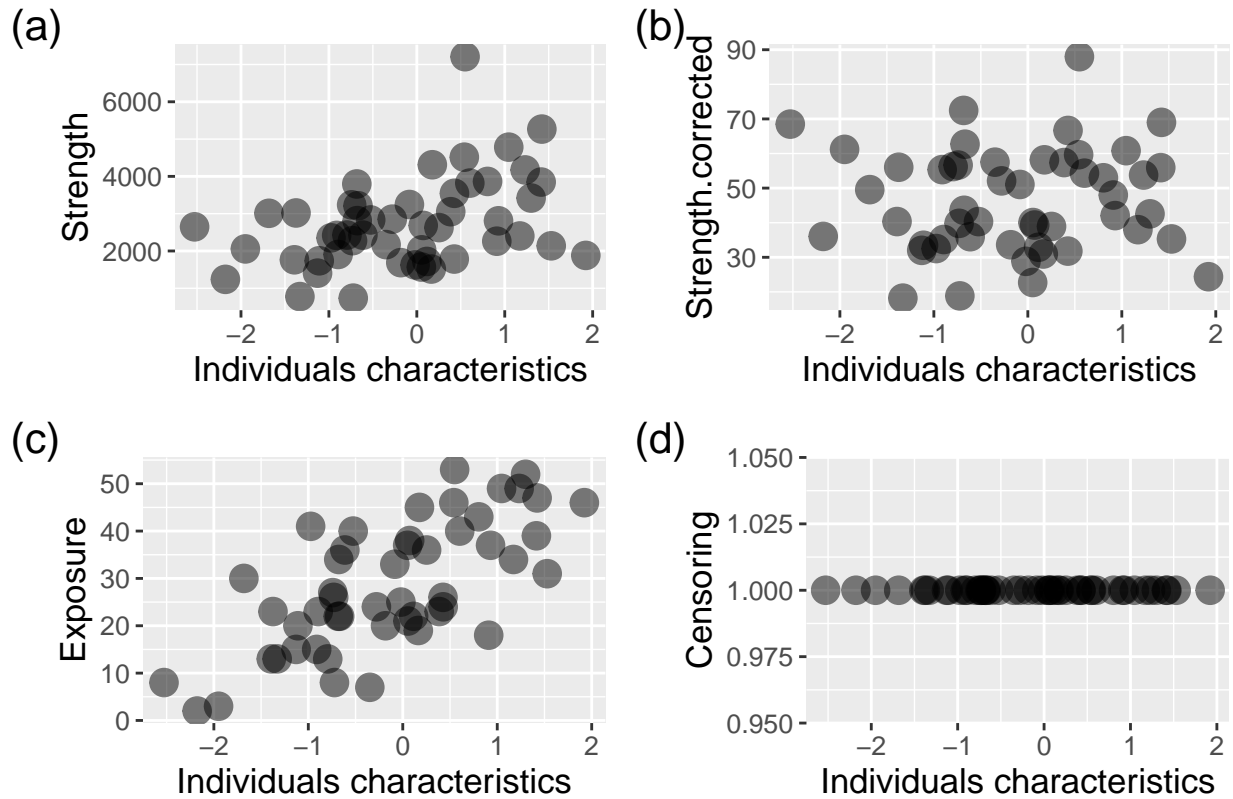 (a)
Strength
6000
4000
2000
−2 −1 0 1 2
Individuals characteristics
(b)
Strength.corrected
90
70
50
30
−2 −1 0 1 2
Individuals characteristics
(c)
Exposure
50
40
30
20
10
0
−2 −1 0 1 2
Individuals characteristics
(d)
Censoring
1.050
1.025
1.000
0.975
0.950
−2 −1 0 1 2
Individuals characteristics